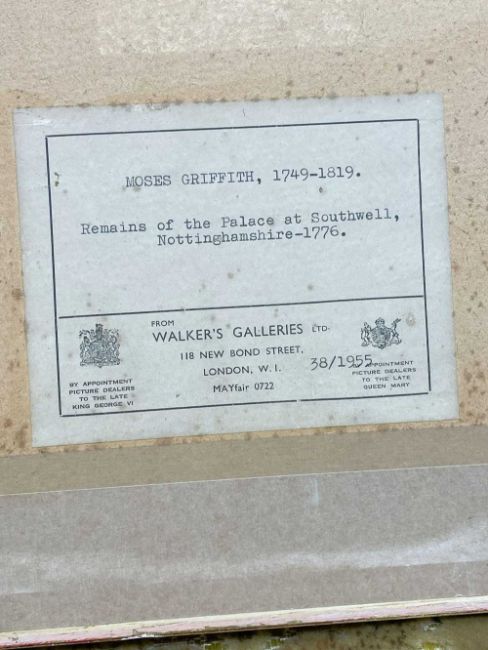 MOSES GRIFFITH, 1749-1819.
Remains of the Palace at Southwell,
Nottinghamshire-1776.
FROM
WALKER'S GALLERIES LTD.
118 NEW BOND STREET,
LONDON, W. I.
MAYfair 0722
38/1955
BY APPOINTMENT
PICTURE DEALERS
TO THE LATE
KING GEORGE VI
BY APPOINTMENT
PICTURE DEALERS
TO THE LATE
QUEEN MARY